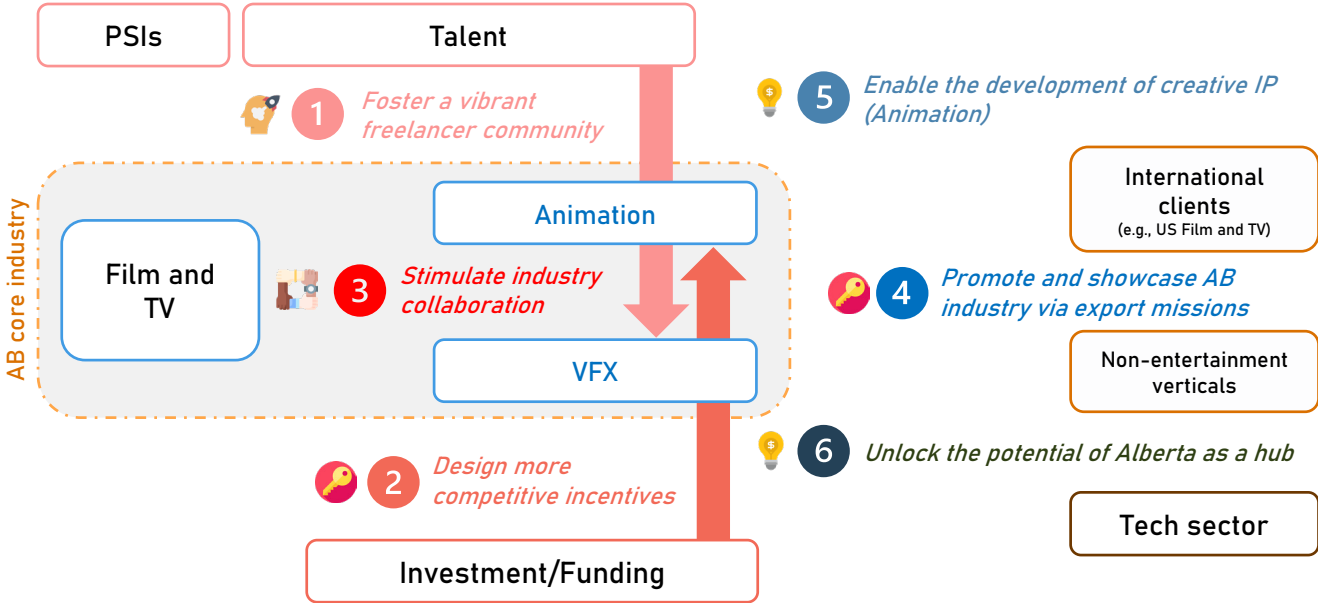 PSIs
Talent
1
Foster a vibrant
freelancer community
$
5
Enable the development of creative IP
(Animation)
AB core industry
Film and
TV
Animation
3
Stimulate industry
collaboration
VFX
International
clients
(e.g., US Film and TV)
4
Promote and showcase AB
industry via export missions
Non-entertainment
verticals
2
Design more
competitive incentives
$
6
Unlock the potential of Alberta as a hub
Investment/Funding
Tech sector